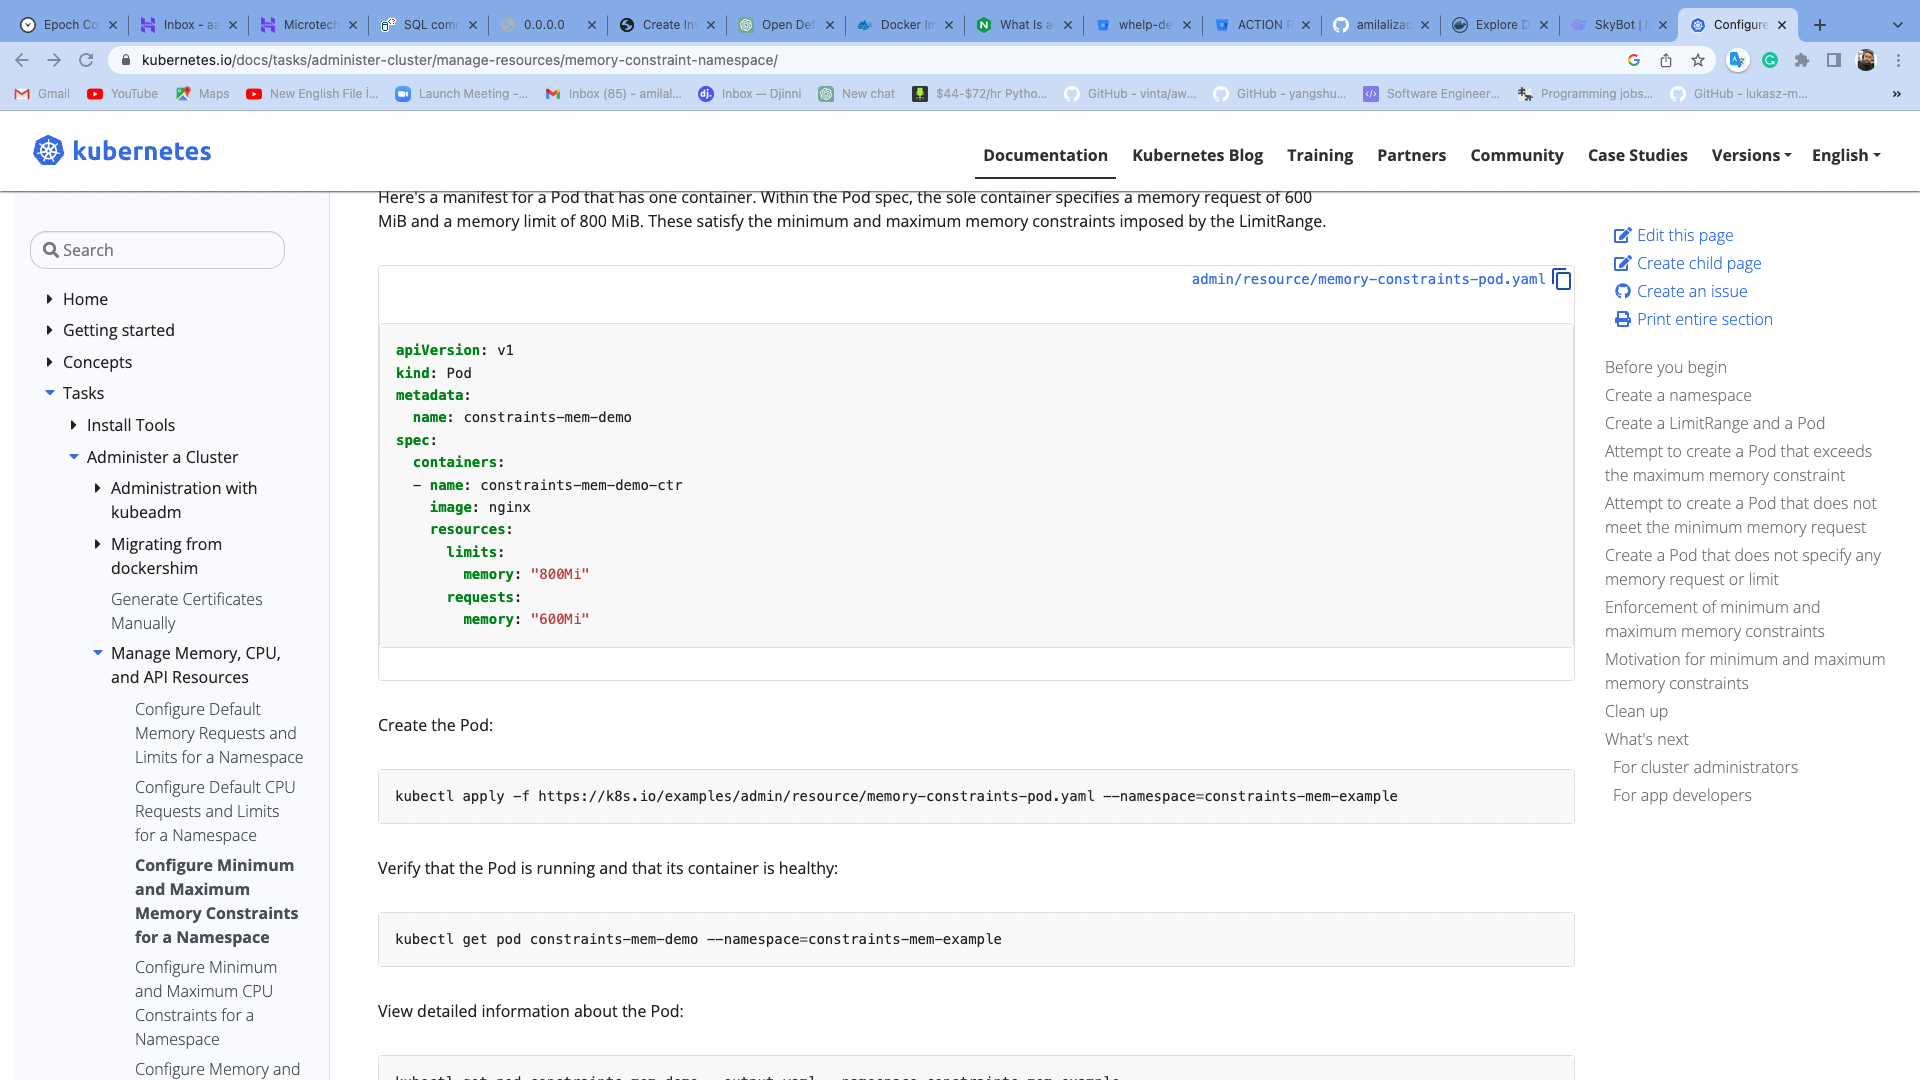 Epoch Co
Inbox - aa
Microtech
SQL com
0.0.0.0
Create In
Open Def
Docker In
What Is a
whelp-de
ACTION R
amilalizad
Explore D
SkyBot | I
Configure
kubernetes.io/docs/tasks/administer-cluster/manage-resources/memory-constraint-namespace/
Gmail
YouTube
Maps
New English File İ...
Launch Meeting -...
Inbox (85) - amilal...
Inbox — Djinni
New chat
$44-$72/hr Pytho...
GitHub - vinta/aw...
GitHub - yangshu...
Software Engineer...
Programming jobs...
GitHub - lukasz-m...
»
kubernetes
Documentation
Kubernetes Blog
Training
Partners
Community
Case Studies
Versions
English
Search
Home
Getting started
Concepts
Tasks
Install Tools
Administer a Cluster
Administration with
kubeadm
Migrating from
dockershim
Generate Certificates
Manually
Manage Memory, CPU,
and API Resources
Configure Default
Memory Requests and
Limits for a Namespace
Configure Default CPU
Requests and Limits
for a Namespace
Configure Minimum
and Maximum
Memory Constraints
for a Namespace
Configure Minimum
and Maximum CPU
Constraints for a
Namespace
Configure Memory and
Here's a manifest for a Pod that has one container. Within the Pod spec, the sole container specifies a memory request of 600
MiB and a memory limit of 800 MiB. These satisfy the minimum and maximum memory constraints imposed by the LimitRange.
admin/resource/memory-constraints-pod.yaml
apiVersion: v1
kind: Pod
metadata:
  name: constraints-mem-demo
spec:
  containers:
  - name: constraints-mem-demo-ctr
    image: nginx
    resources:
      limits:
        memory: "800Mi"
      requests:
        memory: "600Mi"
Create the Pod:
kubectl apply -f https://k8s.io/examples/admin/resource/memory-constraints-pod.yaml --namespace=constraints-mem-example
Verify that the Pod is running and that its container is healthy:
kubectl get pod constraints-mem-demo --namespace=constraints-mem-example
View detailed information about the Pod:
kubectl get pod constraints-mem-demo --output=yaml --namespace=constraints-mem-example
Edit this page
Create child page
Create an issue
Print entire section
Before you begin
Create a namespace
Create a LimitRange and a Pod
Attempt to create a Pod that exceeds
the maximum memory constraint
Attempt to create a Pod that does not
meet the minimum memory request
Create a Pod that does not specify any
memory request or limit
Enforcement of minimum and
maximum memory constraints
Motivation for minimum and maximum
memory constraints
Clean up
What's next
For cluster administrators
For app developers